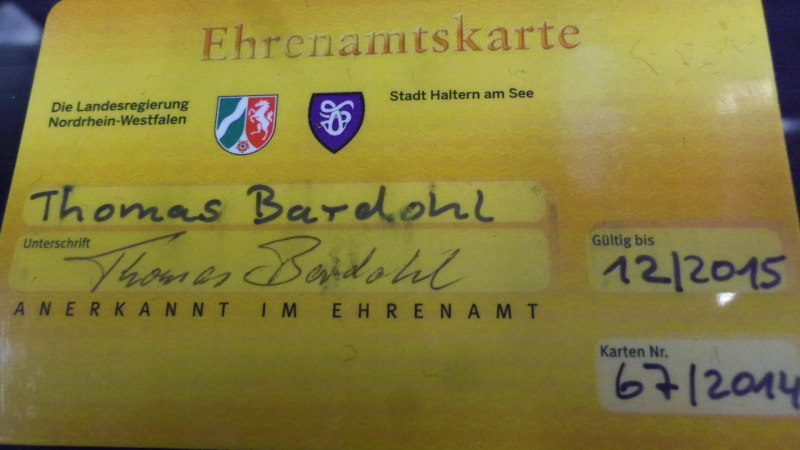 Ehrenamtskarte
Die Landesregierung
Nordrhein-Westfalen
Stadt Haltern am See
Thomas Bardohl
Unterschrift
Thomas Bardohl
Gültig bis
12/2015
ANERKANNT IM EHRENAMT
Karten Nr.
67/2014